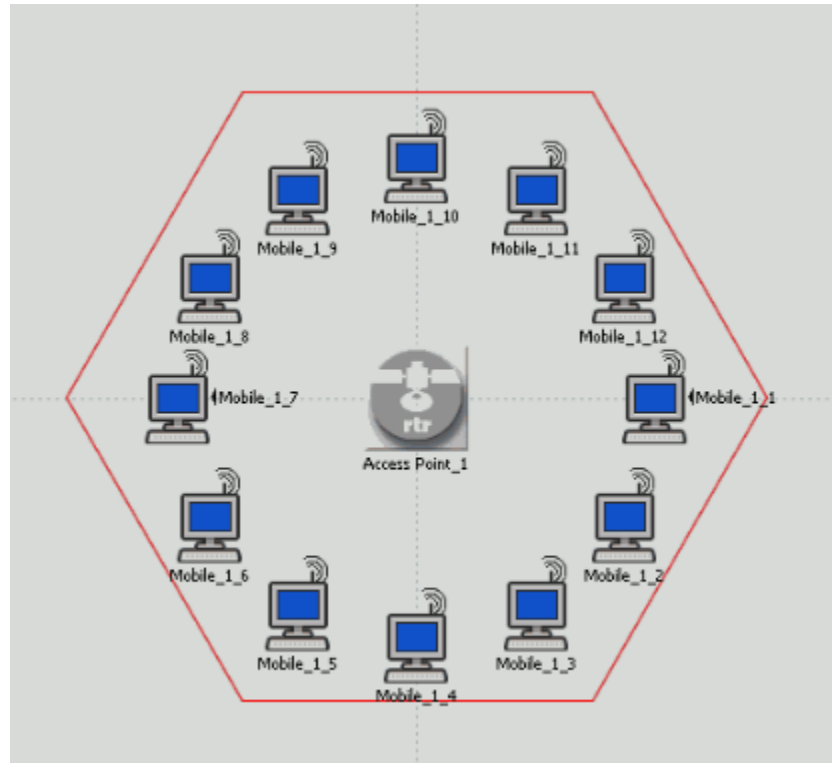 Mobile_1_10
Mobile_1_9
Mobile_1_11
Mobile_1_8
Mobile_1_12
Mobile_1_7
Mobile_1_1
rtr
Access Point_1
Mobile_1_6
Mobile_1_2
Mobile_1_5
Mobile_1_3
Mobile_1_4